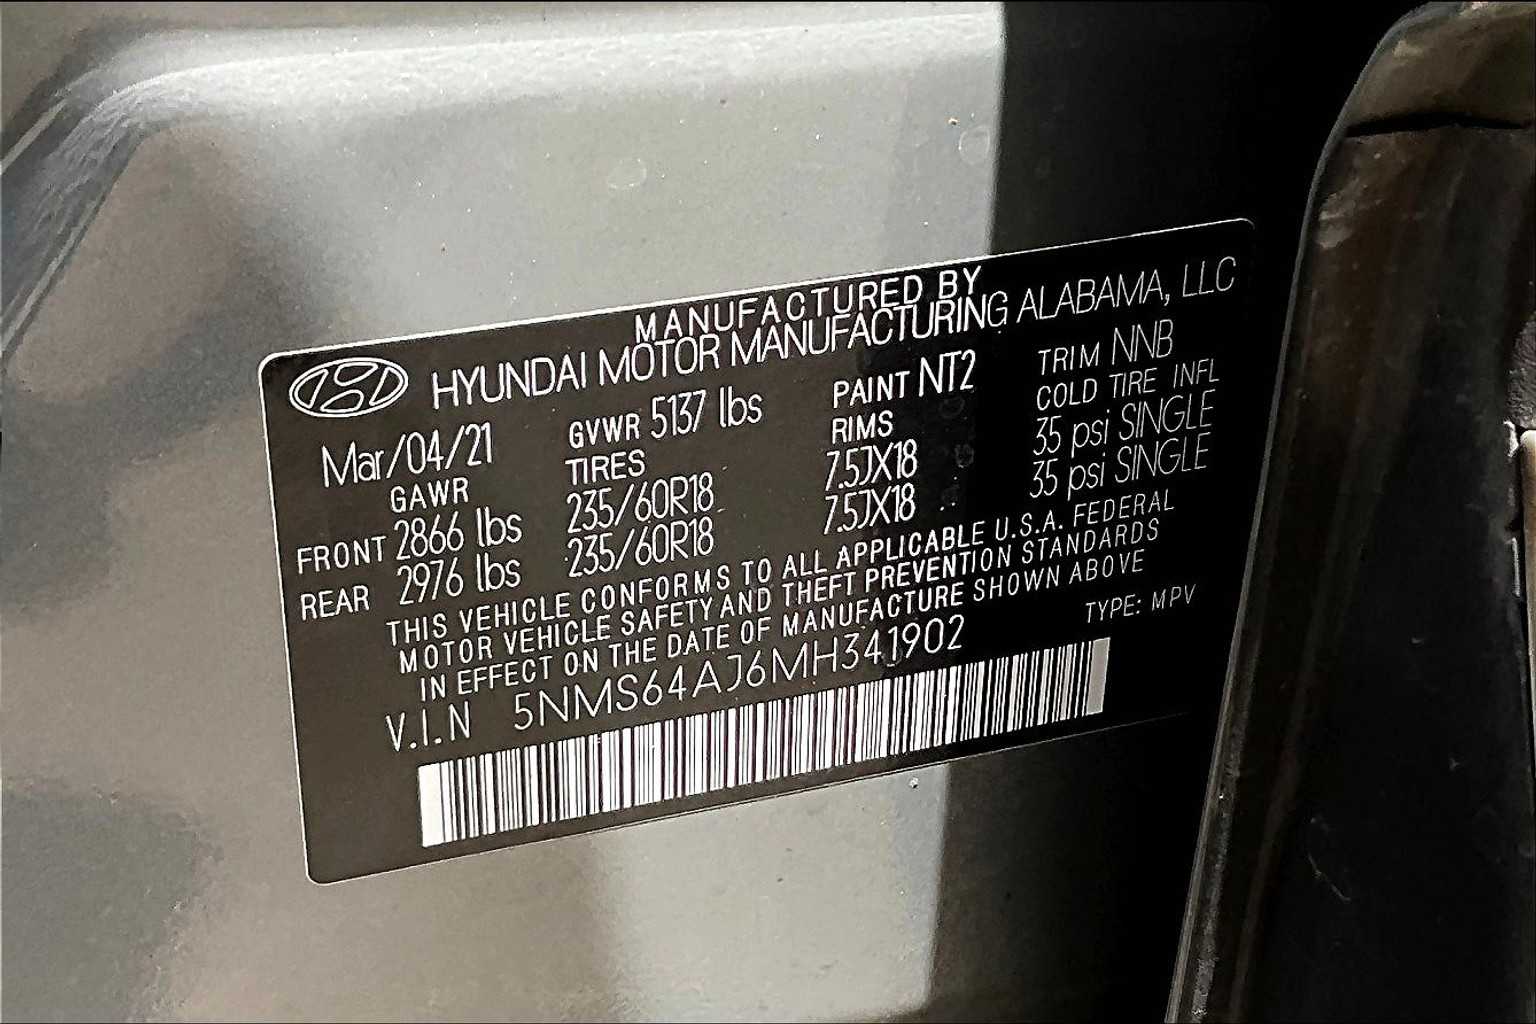 MANUFACTURED BY
HYUNDAI MOTOR MANUFACTURING ALABAMA, LLC
Mar/04/21 GVWR 5137 lbs PAINT NT2 TRIM NNB
GAWR TIRES RIMS COLD TIRE INFL
FRONT 2866 lbs 235/60R18 7.5JX18 35 psi SINGLE
REAR 2976 lbs 235/60R18 7.5JX18 35 psi SINGLE
THIS VEHICLE CONFORMS TO ALL APPLICABLE U.S.A. FEDERAL
MOTOR VEHICLE SAFETY AND THEFT PREVENTION STANDARDS
IN EFFECT ON THE DATE OF MANUFACTURE SHOWN ABOVE
V.I.N 5NMS64AJ6MH341902 TYPE: MPV